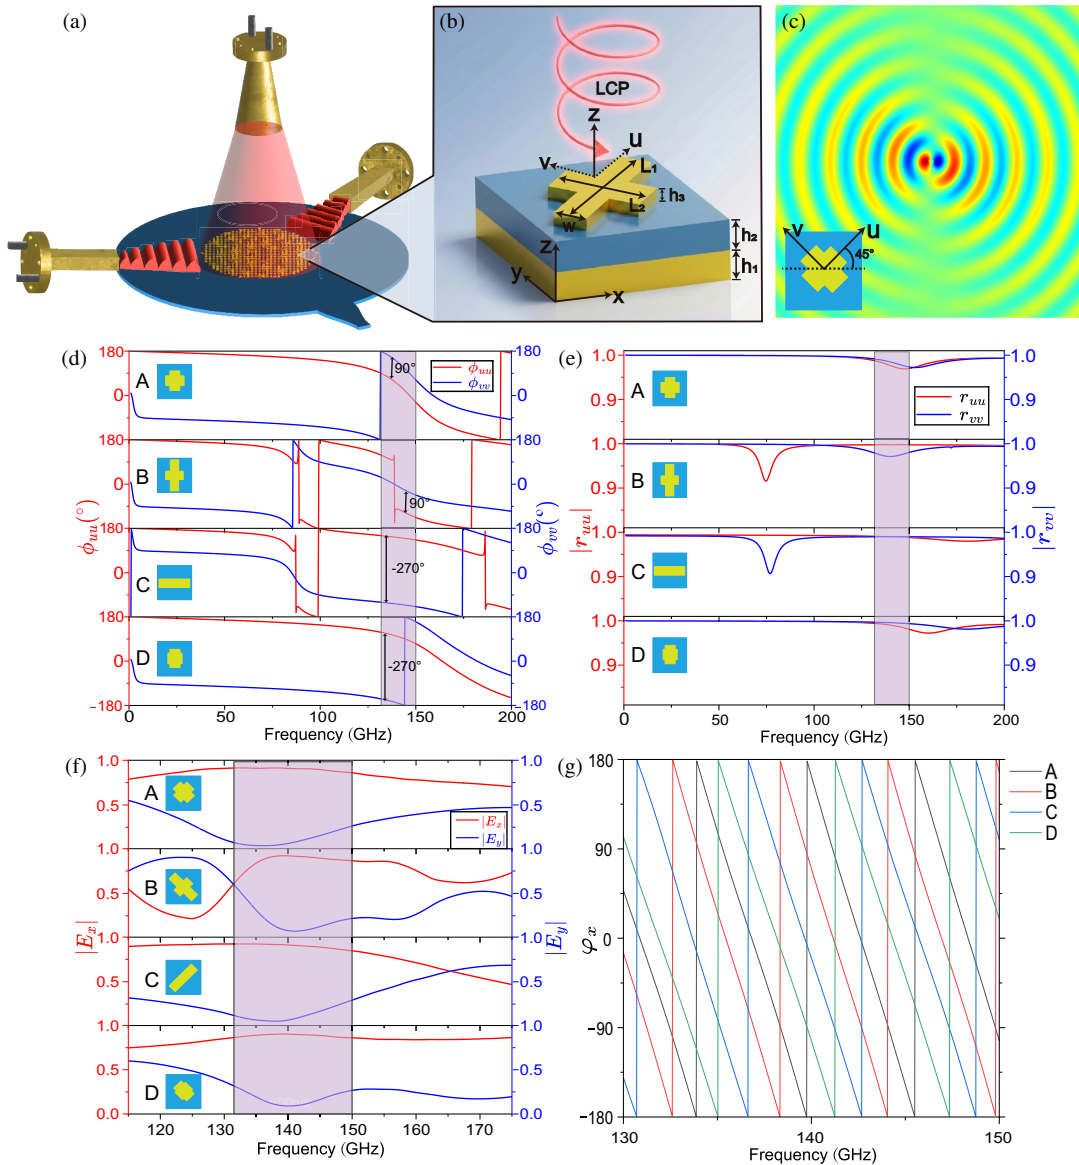 (a)
(b)
(c)
LCP
z
u
v
L₁
L₂
h₃
w
z
h₂
h₁
y
x
v
u
45°
(d)
180
0
180
0
180
0
180
0
−180
ϕuu(°)
A
B
C
D
90°
90°
-270°
-270°
ϕuu
ϕvv
180
0
180
0
180
0
180
0
-180
ϕvv(°)
0
50
100
150
200
Frequency (GHz)
(e)
1.0
0.9
1.0
0.9
1.0
0.9
1.0
0.9
|ruu|
A
B
C
D
ruu
rvv
1.0
0.9
1.0
0.9
1.0
0.9
1.0
0.9
|rvv|
0
50
100
150
200
Frequency (GHz)
(f)
1.0
0.5
1.0
0.5
1.0
0.5
1.0
0.5
0.0
|Ex|
A
B
C
D
|Ex|
|Ey|
1.0
0.5
1.0
0.5
1.0
0.5
1.0
0.5
0.0
|Ey|
120
130
140
150
160
170
Frequency (GHz)
(g)
180
90
0
−90
−180
φx
A
B
C
D
130
140
150
Frequency (GHz)